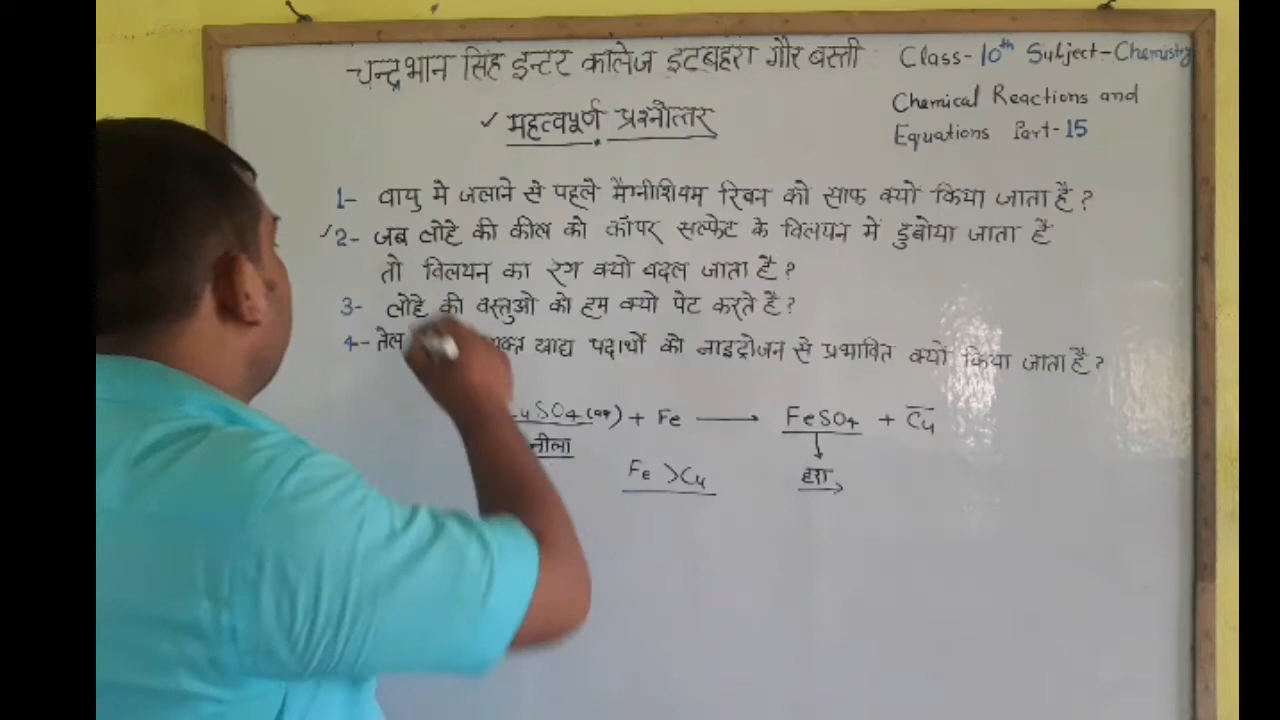 चन्द्रभान सिंह इन्टर कालेज इटबहरा गौर बस्ती
Class-10th Subject-Chemistry
Chemical Reactions and
Equations Part-15
✓ महत्वपूर्ण प्रश्नोत्तर
1- वायु मे जलाने से पहले मैग्नीशियम रिबन को साफ क्यों किया जाता है?
✓2- जब लोहे की कील को कॉपर सल्फेट के विलयन में डुबोया जाता है
तो विलयन का रंग क्यो बदल जाता है?
3- लोहे की वस्तुओ को हम क्यो पेट करते है?
4- तेल खाद्य पदार्थो को नाइट्रोजन से प्रभावित क्यों किया जाता है?
SO4 (aq) + Fe ⟶ FeSO4 + Cu
नीला
Fe >Cu
हरा